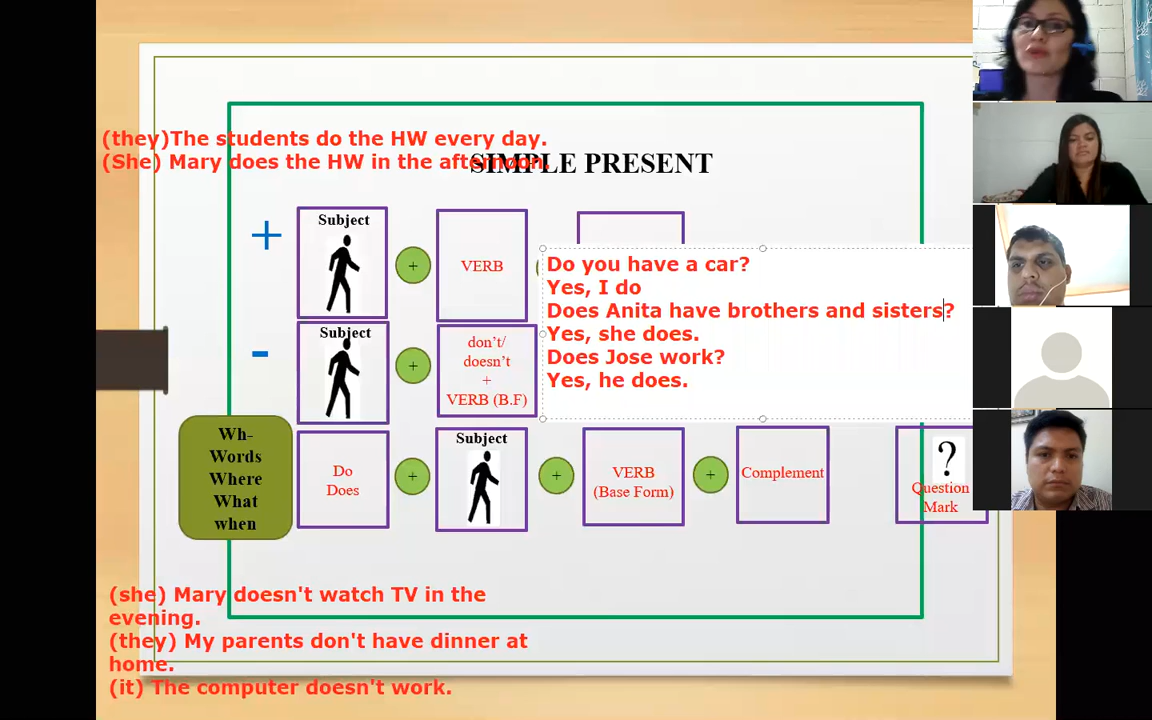 (they)The students do the HW every day.
(She) Mary does the HW in the afternoon.
SIMPLE PRESENT
+
Subject
+
VERB
Do you have a car?
Yes, I do
Does Anita have brothers and sisters?
Yes, she does.
Does Jose work?
Yes, he does.
-
Subject
+
don't/
doesn't
+
VERB (B.F)
Wh-
Words
Where
What
when
Do
Does
+
Subject
+
VERB
(Base Form)
+
Complement
?
Question
Mark
(she) Mary doesn't watch TV in the
evening.
(they) My parents don't have dinner at
home.
(it) The computer doesn't work.